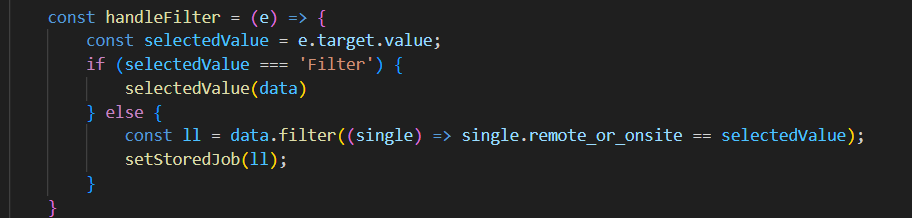 const handleFilter = (e) => {
    const selectedValue = e.target.value;
    if (selectedValue === 'Filter') {
        selectedValue(data)
    } else {
        const ll = data.filter((single) => single.remote_or_onsite == selectedValue);
        setStoredJob(ll);
    }
}